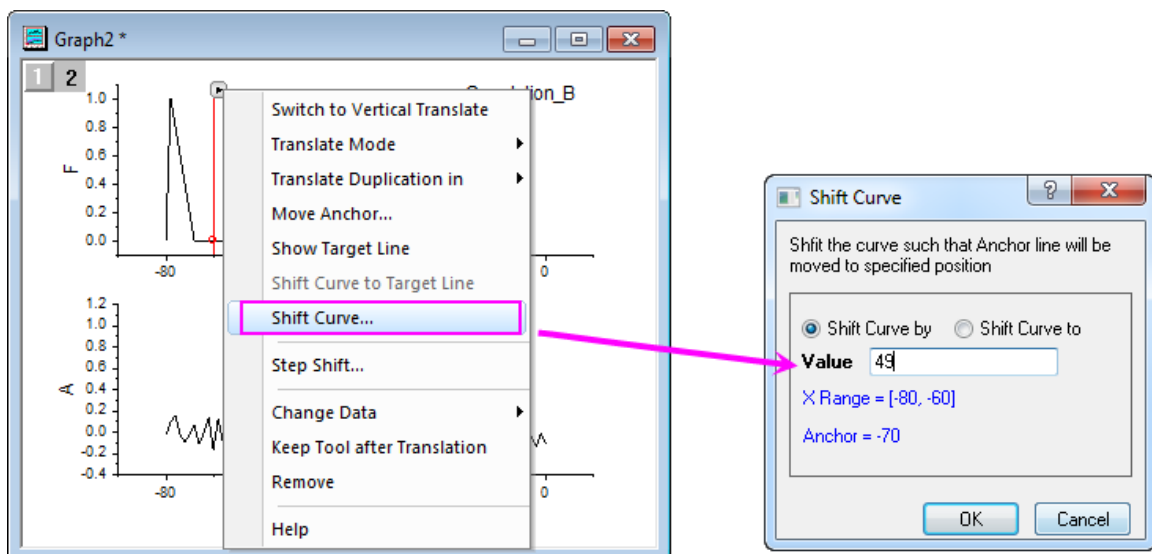 Graph2 *
1 2
ion_B
1.0
0.8
0.6
0.4
0.2
0.0
F
-80
0
1.2
1.0
0.8
0.6
0.4
0.2
0.0
-0.2
-0.4
A
-80
0
Switch to Vertical Translate
Translate Mode
Translate Duplication in
Move Anchor...
Show Target Line
Shift Curve to Target Line
Shift Curve...
Step Shift...
Change Data
Keep Tool after Translation
Remove
Help
Shift Curve
Shfit the curve such that Anchor line will be
moved to specified position
Shift Curve by Shift Curve to
Value 49
X Range = [-80, -60]
Anchor = -70
OK Cancel